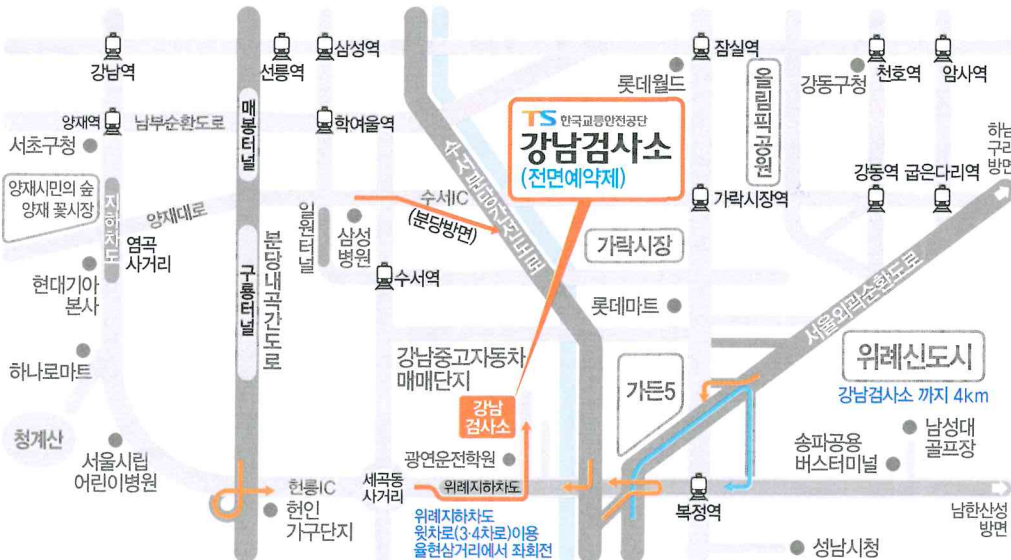 강남역
선릉역
삼성역
잠실역
천호역
암사역
롯데월드
올림픽공원
강동구청
양재역
남부순환도로
매봉터널
학여울역
TS 한국교통안전공단
강남검사소
(전면예약제)
서초구청
양재시민의 숲
양재 꽃시장
지하차도
양재대로
염곡
사거리
일원터널
삼성
병원
수서IC
(분당방면)
가락시장역
강동역
굽은다리역
하남
구리
방면
가락시장
현대기아
본사
구룡터널
분당내곡간도로
수서역
롯데마트
서울외곽순환도로
하나로마트
강남중고자동차
매매단지
가든5
위례신도시
강남검사소 까지 4km
강남
검사소
청계산
서울시립
어린이병원
광연운전학원
송파공용
버스터미널
남성대
골프장
헌릉IC
헌인
가구단지
세곡동
사거리
위례지하차도
복정역
남한산성
방면
위례지하차도
윗차로(3·4차로)이용
율현삼거리에서 좌회전
성남시청